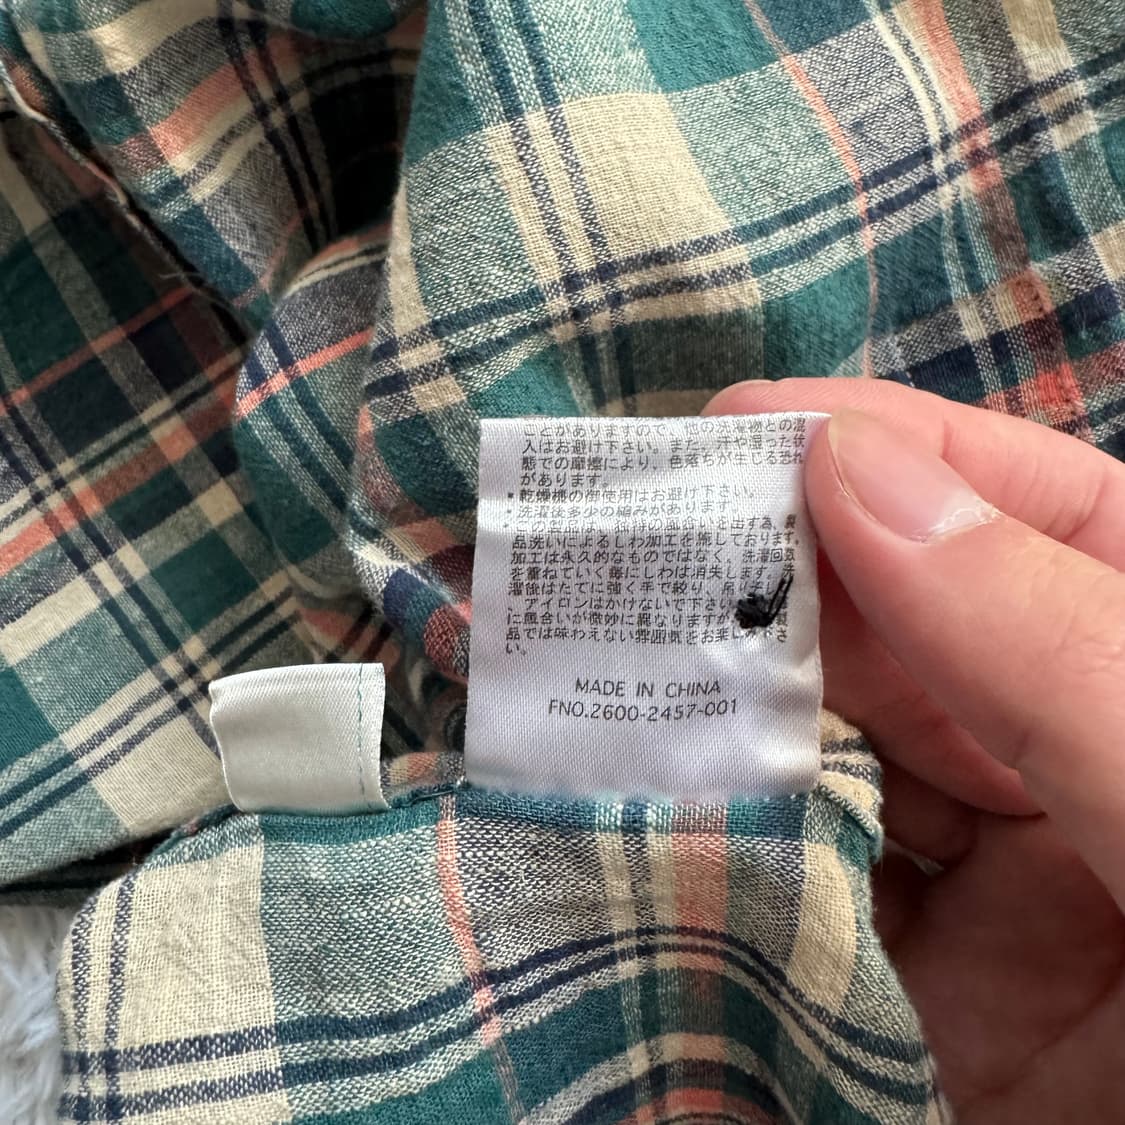 ことがありますので、他の洗濯物との混
入はお避け下さい。また、汗や湿った状
態での摩擦により、色落ちが生じる恐れ
があります。
・乾燥機の御使用はお避け下さい。
・洗濯後多少の縮みがあります。
・この製品は、独特の風合いを出す為、製
品洗いによるしわ加工を施しております。
加工は永久的なものではなく、洗濯回数
を重ねていく毎にしわは消失します。洗
濯後はたてに強く手で絞り、吊り干し
、アイロンはかけないで下さい
に風合いが微妙に異なりますが 製
品では味わえない雰囲気をお楽しみ下さ
い。
MADE IN CHINA
FNO.2600-2457-001